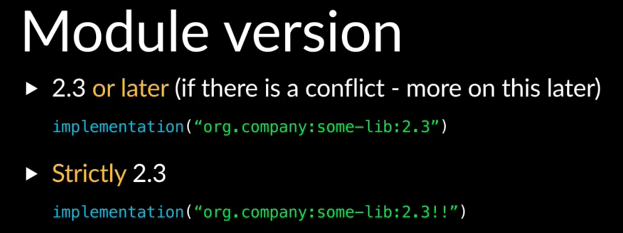 Module version
▶ 2.3 or later (if there is a conflict - more on this later)
implementation(“org.company:some-lib:2.3”)
▶ Strictly 2.3
implementation(“org.company:some-lib:2.3!!”)